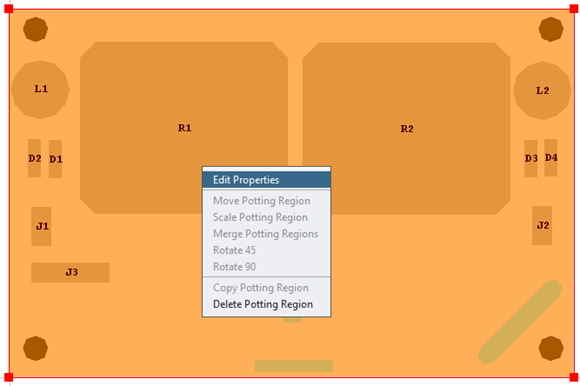 L1
L2
R1
R2
D2 D1
D3 D4
Edit Properties
Move Potting Region
Scale Potting Region
Merge Potting Regions
Rotate 45
Rotate 90
Copy Potting Region
Delete Potting Region
J1
J2
J3